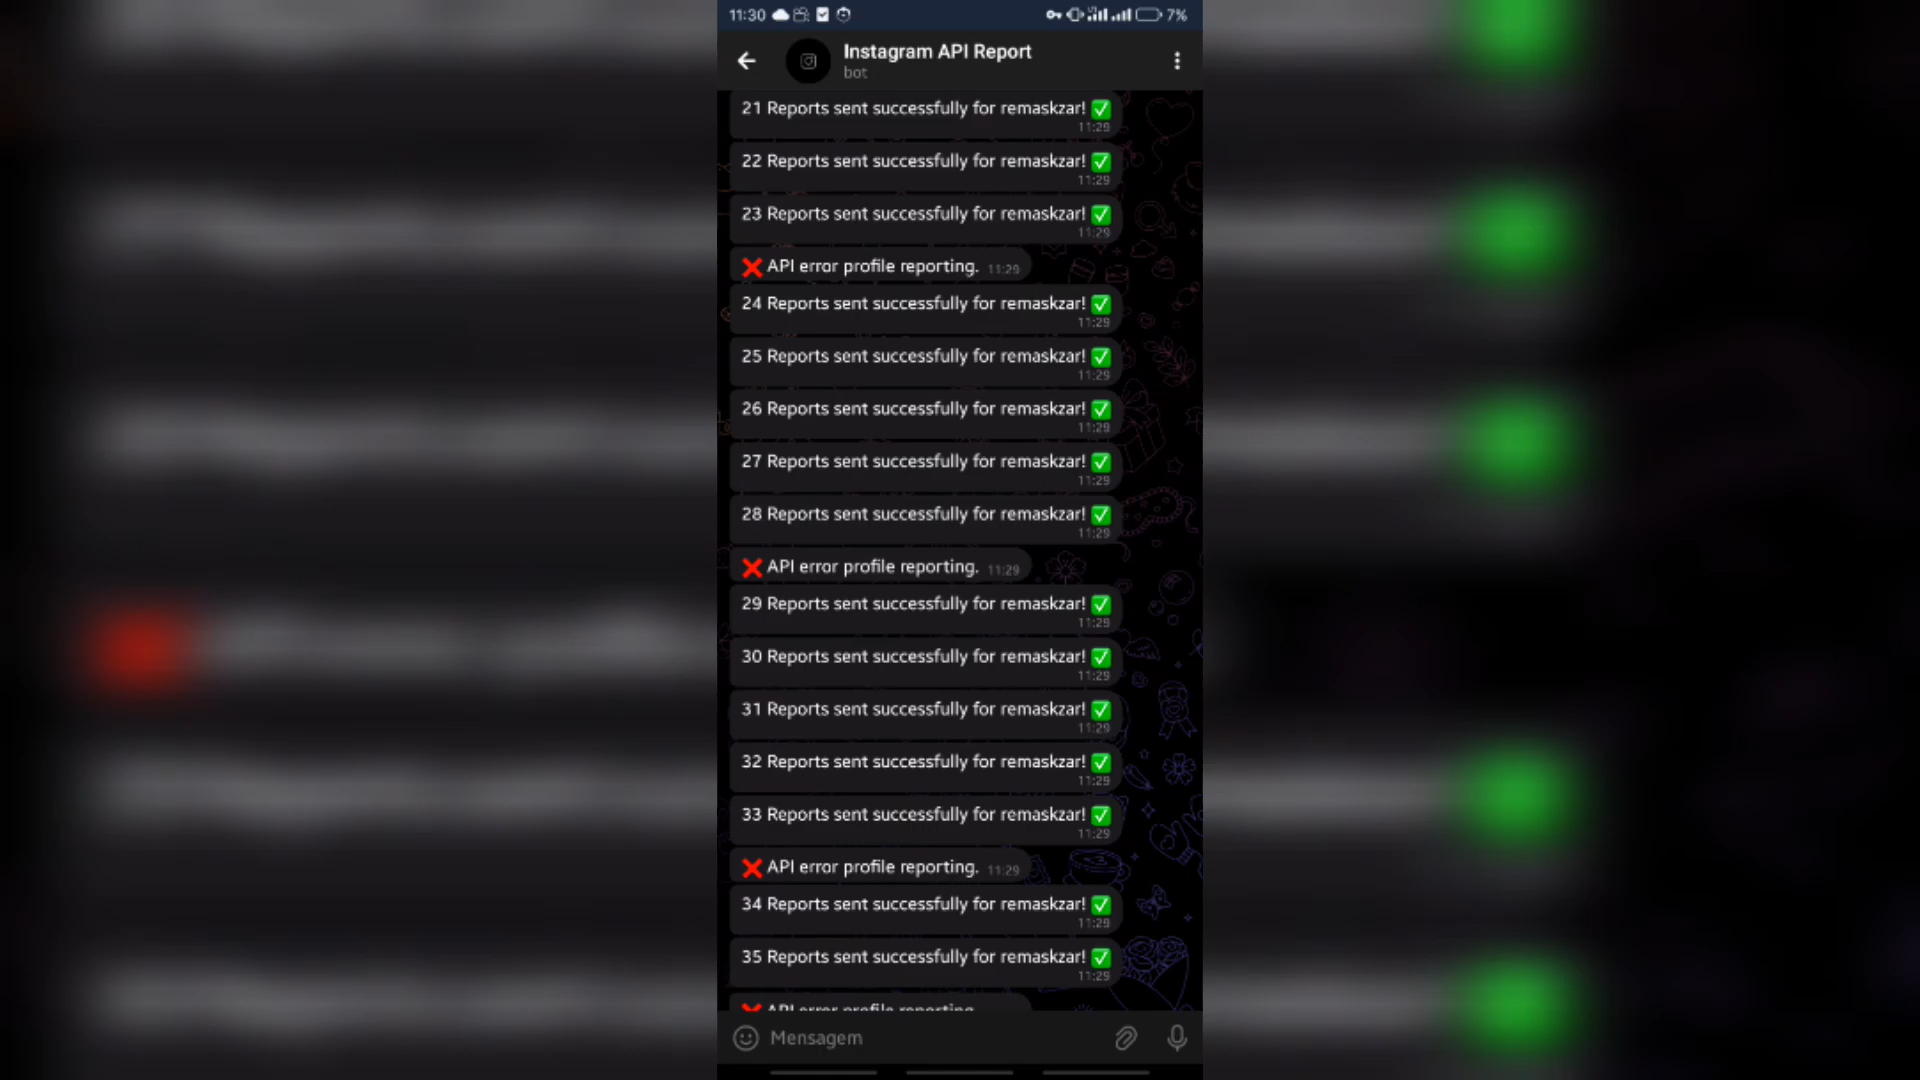 11:30 7%
Instagram API Report
bot
21 Reports sent successfully for remaskzar! ✅
11:29
22 Reports sent successfully for remaskzar! ✅
11:29
23 Reports sent successfully for remaskzar! ✅
11:29
❌ API error profile reporting. 11:29
24 Reports sent successfully for remaskzar! ✅
11:29
25 Reports sent successfully for remaskzar! ✅
11:29
26 Reports sent successfully for remaskzar! ✅
11:29
27 Reports sent successfully for remaskzar! ✅
11:29
28 Reports sent successfully for remaskzar! ✅
11:29
❌ API error profile reporting. 11:29
29 Reports sent successfully for remaskzar! ✅
11:29
30 Reports sent successfully for remaskzar! ✅
11:29
31 Reports sent successfully for remaskzar! ✅
11:29
32 Reports sent successfully for remaskzar! ✅
11:29
33 Reports sent successfully for remaskzar! ✅
11:29
❌ API error profile reporting. 11:29
34 Reports sent successfully for remaskzar! ✅
11:29
35 Reports sent successfully for remaskzar! ✅
11:29
❌ API error profile reporting.
Mensagem